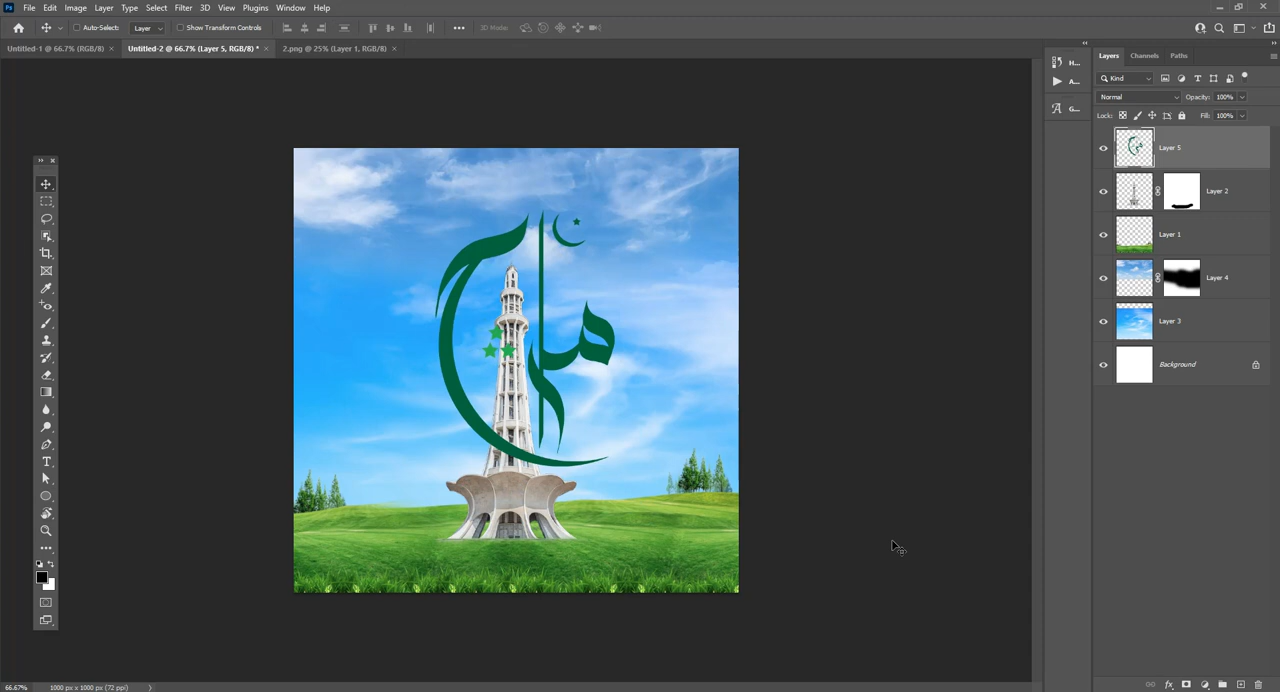 File Edit Image Layer Type Select Filter 3D View Plugins Window Help
Auto-Select: Layer Show Transform Controls 3D Mode:
Untitled-1 @ 66.7% (RGB/8) × Untitled-2 @ 66.7% (Layer 5, RGB/8) * × 2.png @ 25% (Layer 1, RGB/8) ×
H...
A...
G...
Layers Channels Paths
Kind
Normal Opacity: 100%
Lock: Fill: 100%
Layer 5
Layer 2
Layer 1
Layer 4
Layer 3
Background
66.67% 1000 px x 1000 px (72 ppi)